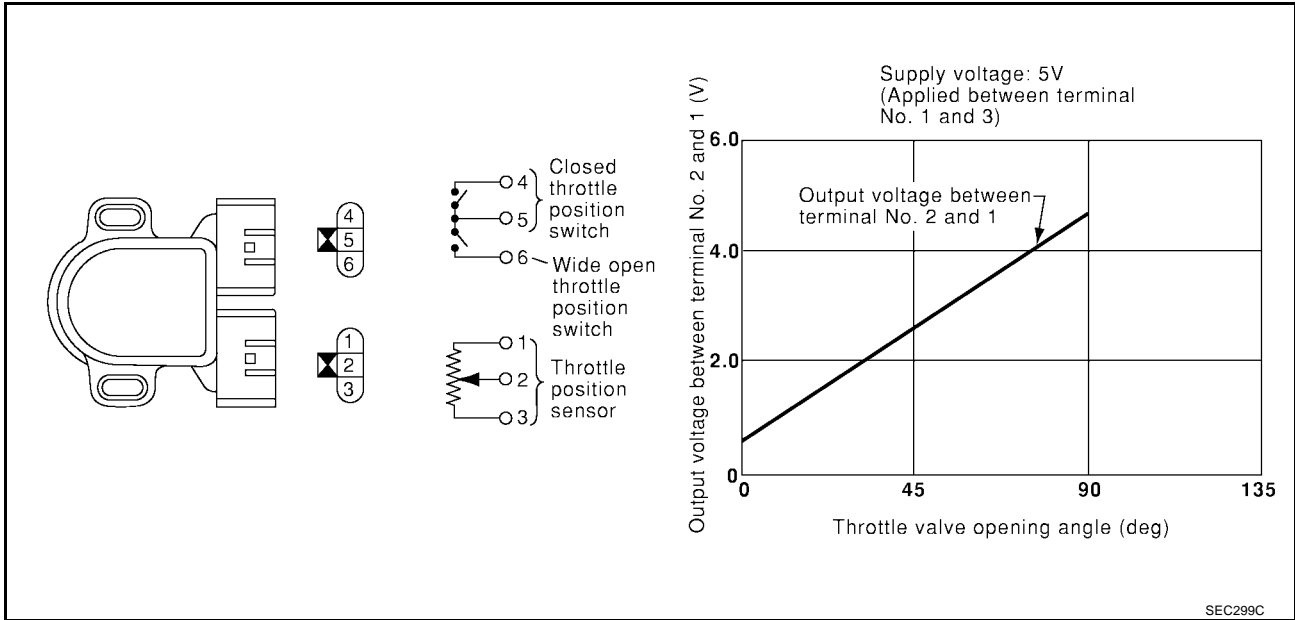 4
5
6
1
2
3
4
5
6
Closed
throttle
position
switch
Wide open
throttle
position
switch
1
2
3
Throttle
position
sensor
Supply voltage: 5V
(Applied between terminal
No. 1 and 3)
Output voltage between terminal No. 2 and 1 (V)
6.0
4.0
2.0
0
Output voltage between
terminal No. 2 and 1
0
45
90
135
Throttle valve opening angle (deg)
SEC299C